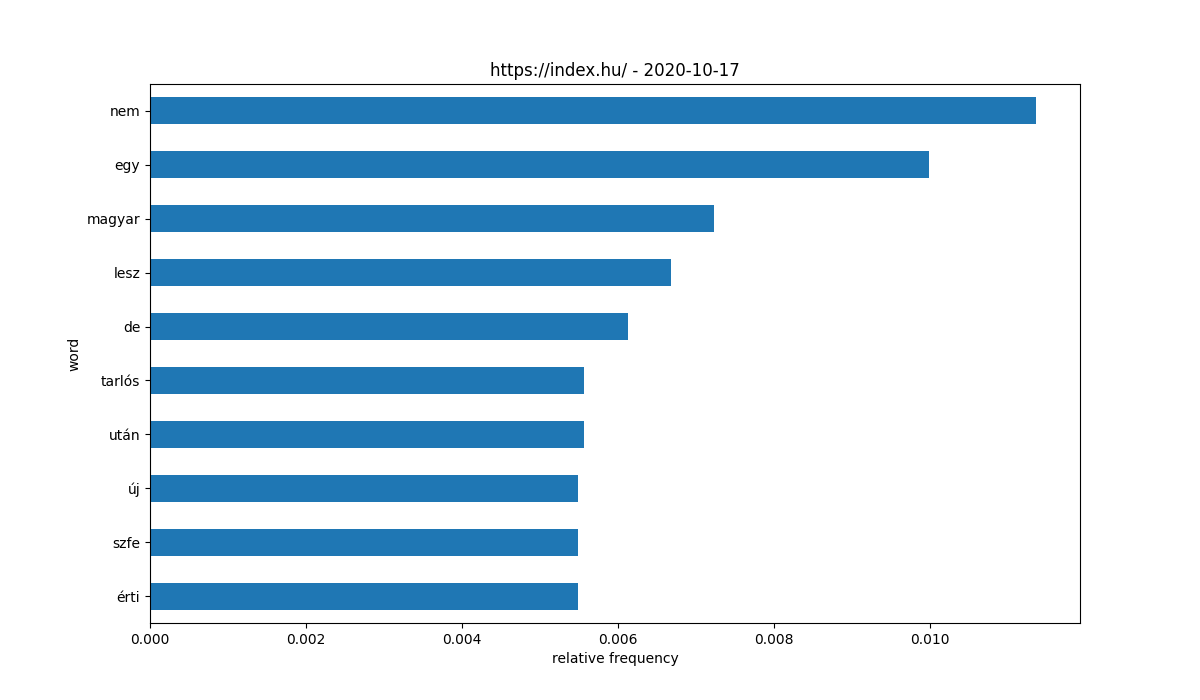 https://index.hu/ - 2020-10-17
nem
egy
magyar
lesz
de
tarlós
után
új
szfe
érti
word
0.000 0.002 0.004 0.006 0.008 0.010
relative frequency